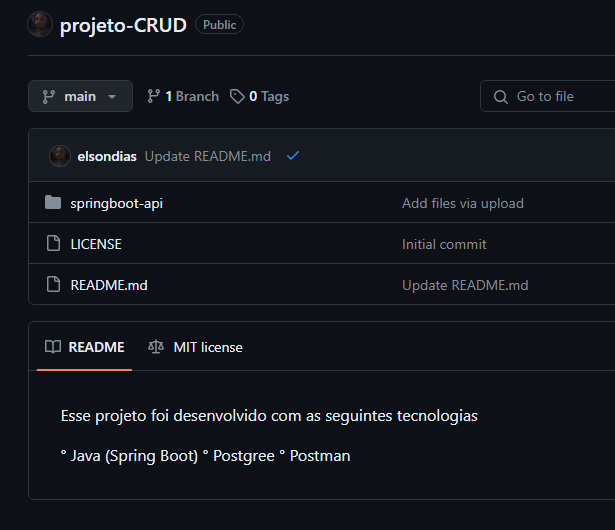 projeto-CRUD Public
main 1 Branch 0 Tags Go to file
elsondias Update README.md
springboot-api Add files via upload
LICENSE Initial commit
README.md Update README.md
README MIT license
Esse projeto foi desenvolvido com as seguintes tecnologias
° Java (Spring Boot) ° Postgree ° Postman